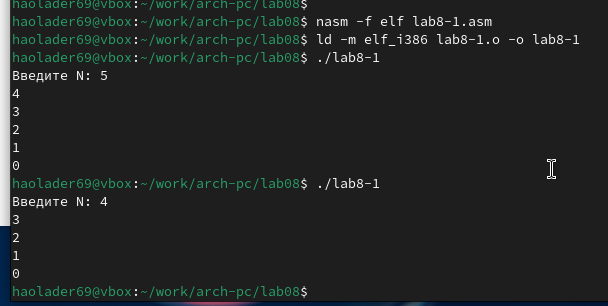 haolader69@vbox:~/work/arch-pc/lab08$
haolader69@vbox:~/work/arch-pc/lab08$ nasm -f elf lab8-1.asm
haolader69@vbox:~/work/arch-pc/lab08$ ld -m elf_i386 lab8-1.o -o lab8-1
haolader69@vbox:~/work/arch-pc/lab08$ ./lab8-1
Введите N: 5
4
3
2
1
0
haolader69@vbox:~/work/arch-pc/lab08$ ./lab8-1
Введите N: 4
3
2
1
0
haolader69@vbox:~/work/arch-pc/lab08$